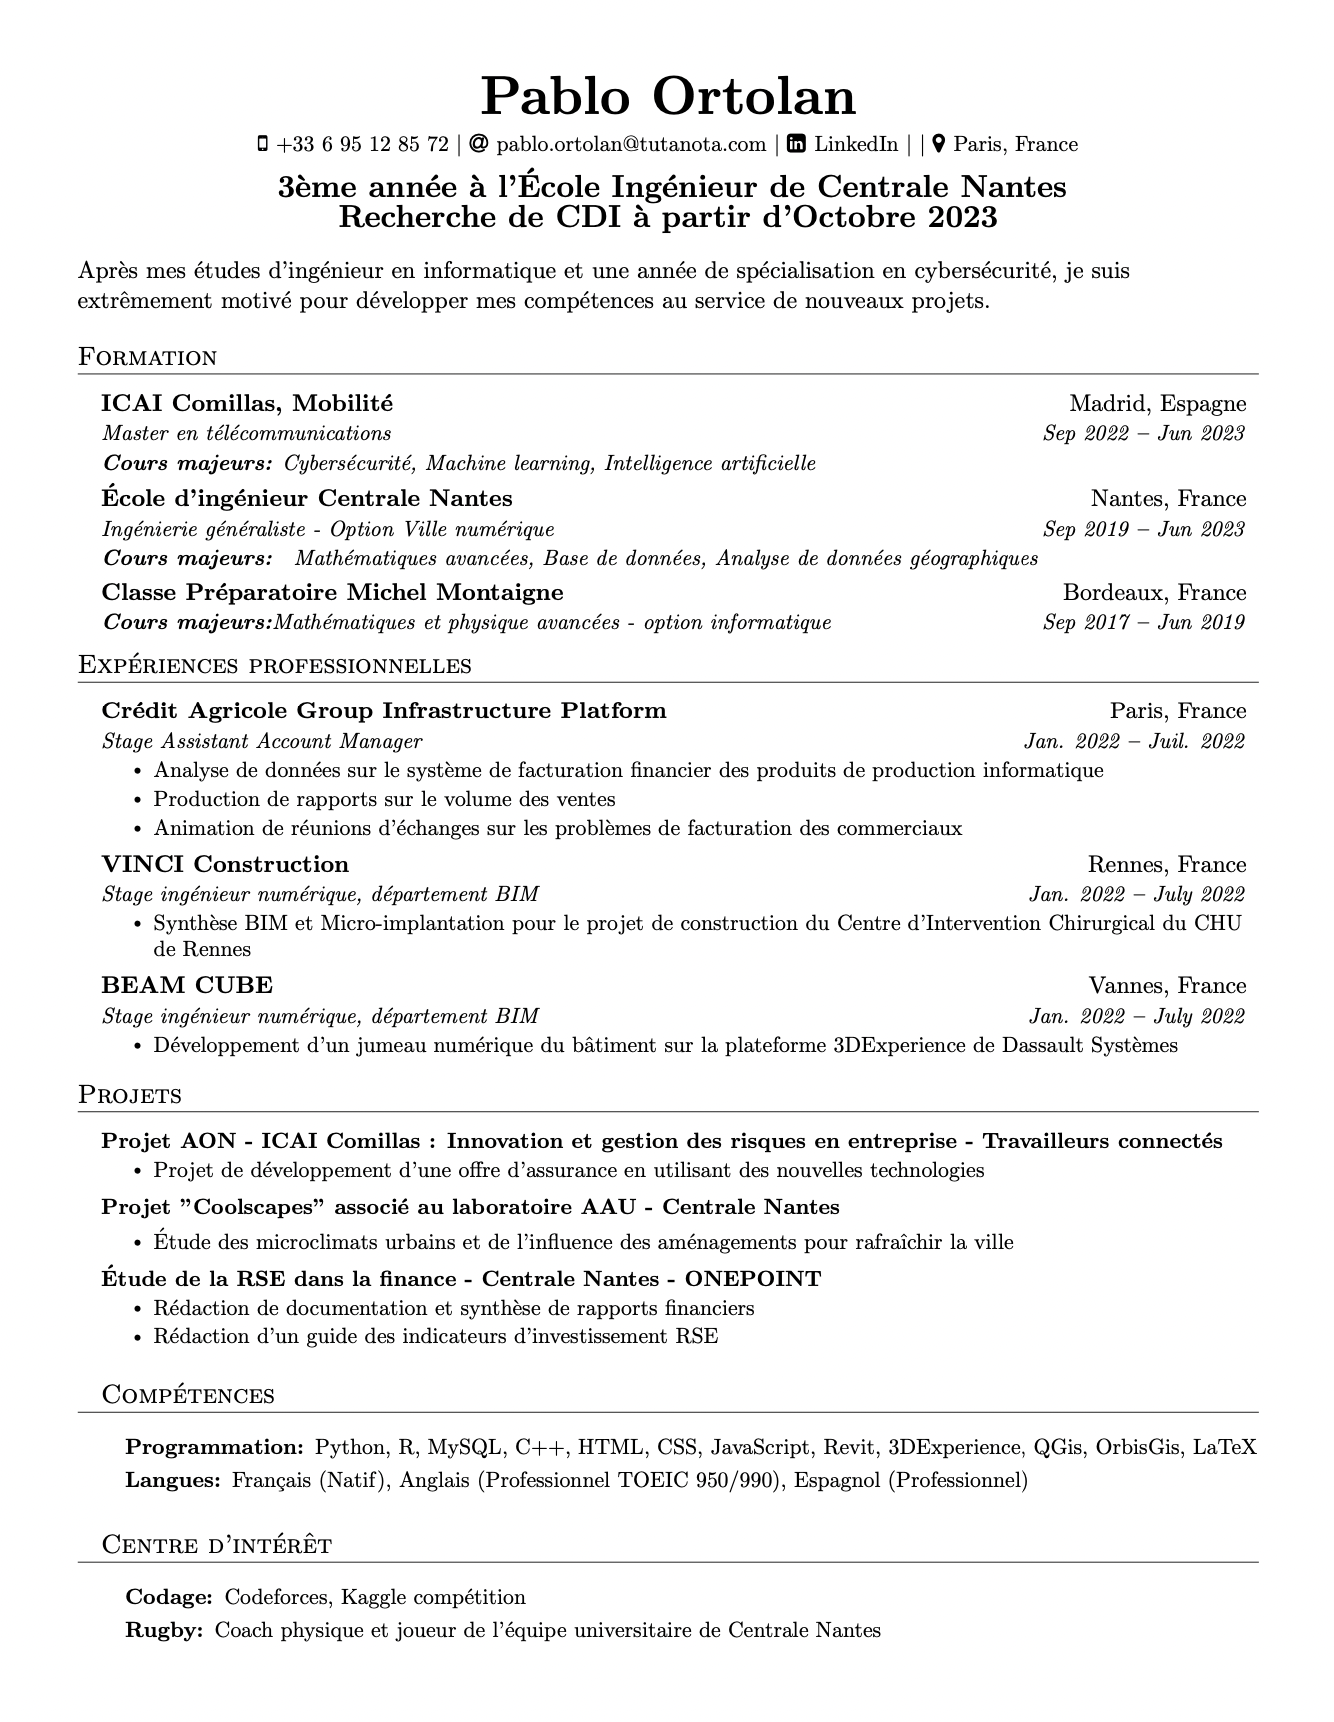 Pablo Ortolan
+33 6 95 12 85 72 | pablo.ortolan@tutanota.com | LinkedIn | | Paris, France
3ème année à l'École Ingénieur de Centrale Nantes
Recherche de CDI à partir d'Octobre 2023
Après mes études d'ingénieur en informatique et une année de spécialisation en cybersécurité, je suis
extrêmement motivé pour développer mes compétences au service de nouveaux projets.
Formation
ICAI Comillas, Mobilité Madrid, Espagne
Master en télécommunications Sep 2022 – Jun 2023
Cours majeurs: Cybersécurité, Machine learning, Intelligence artificielle
École d'ingénieur Centrale Nantes Nantes, France
Ingénierie généraliste - Option Ville numérique Sep 2019 – Jun 2023
Cours majeurs: Mathématiques avancées, Base de données, Analyse de données géographiques
Classe Préparatoire Michel Montaigne Bordeaux, France
Cours majeurs:Mathématiques et physique avancées - option informatique Sep 2017 – Jun 2019
Expériences professionnelles
Crédit Agricole Group Infrastructure Platform Paris, France
Stage Assistant Account Manager Jan. 2022 – Juil. 2022
• Analyse de données sur le système de facturation financier des produits de production informatique
• Production de rapports sur le volume des ventes
• Animation de réunions d'échanges sur les problèmes de facturation des commerciaux
VINCI Construction Rennes, France
Stage ingénieur numérique, département BIM Jan. 2022 – July 2022
• Synthèse BIM et Micro-implantation pour le projet de construction du Centre d'Intervention Chirurgical du CHU
de Rennes
BEAM CUBE Vannes, France
Stage ingénieur numérique, département BIM Jan. 2022 – July 2022
• Développement d'un jumeau numérique du bâtiment sur la plateforme 3DExperience de Dassault Systèmes
Projets
Projet AON - ICAI Comillas : Innovation et gestion des risques en entreprise - Travailleurs connectés
• Projet de développement d'une offre d'assurance en utilisant des nouvelles technologies
Projet ”Coolscapes” associé au laboratoire AAU - Centrale Nantes
• Étude des microclimats urbains et de l'influence des aménagements pour rafraîchir la ville
Étude de la RSE dans la finance - Centrale Nantes - ONEPOINT
• Rédaction de documentation et synthèse de rapports financiers
• Rédaction d'un guide des indicateurs d'investissement RSE
Compétences
Programmation: Python, R, MySQL, C++, HTML, CSS, JavaScript, Revit, 3DExperience, QGis, OrbisGis, LaTeX
Langues: Français (Natif), Anglais (Professionnel TOEIC 950/990), Espagnol (Professionnel)
Centre d'intérêt
Codage: Codeforces, Kaggle compétition
Rugby: Coach physique et joueur de l'équipe universitaire de Centrale Nantes